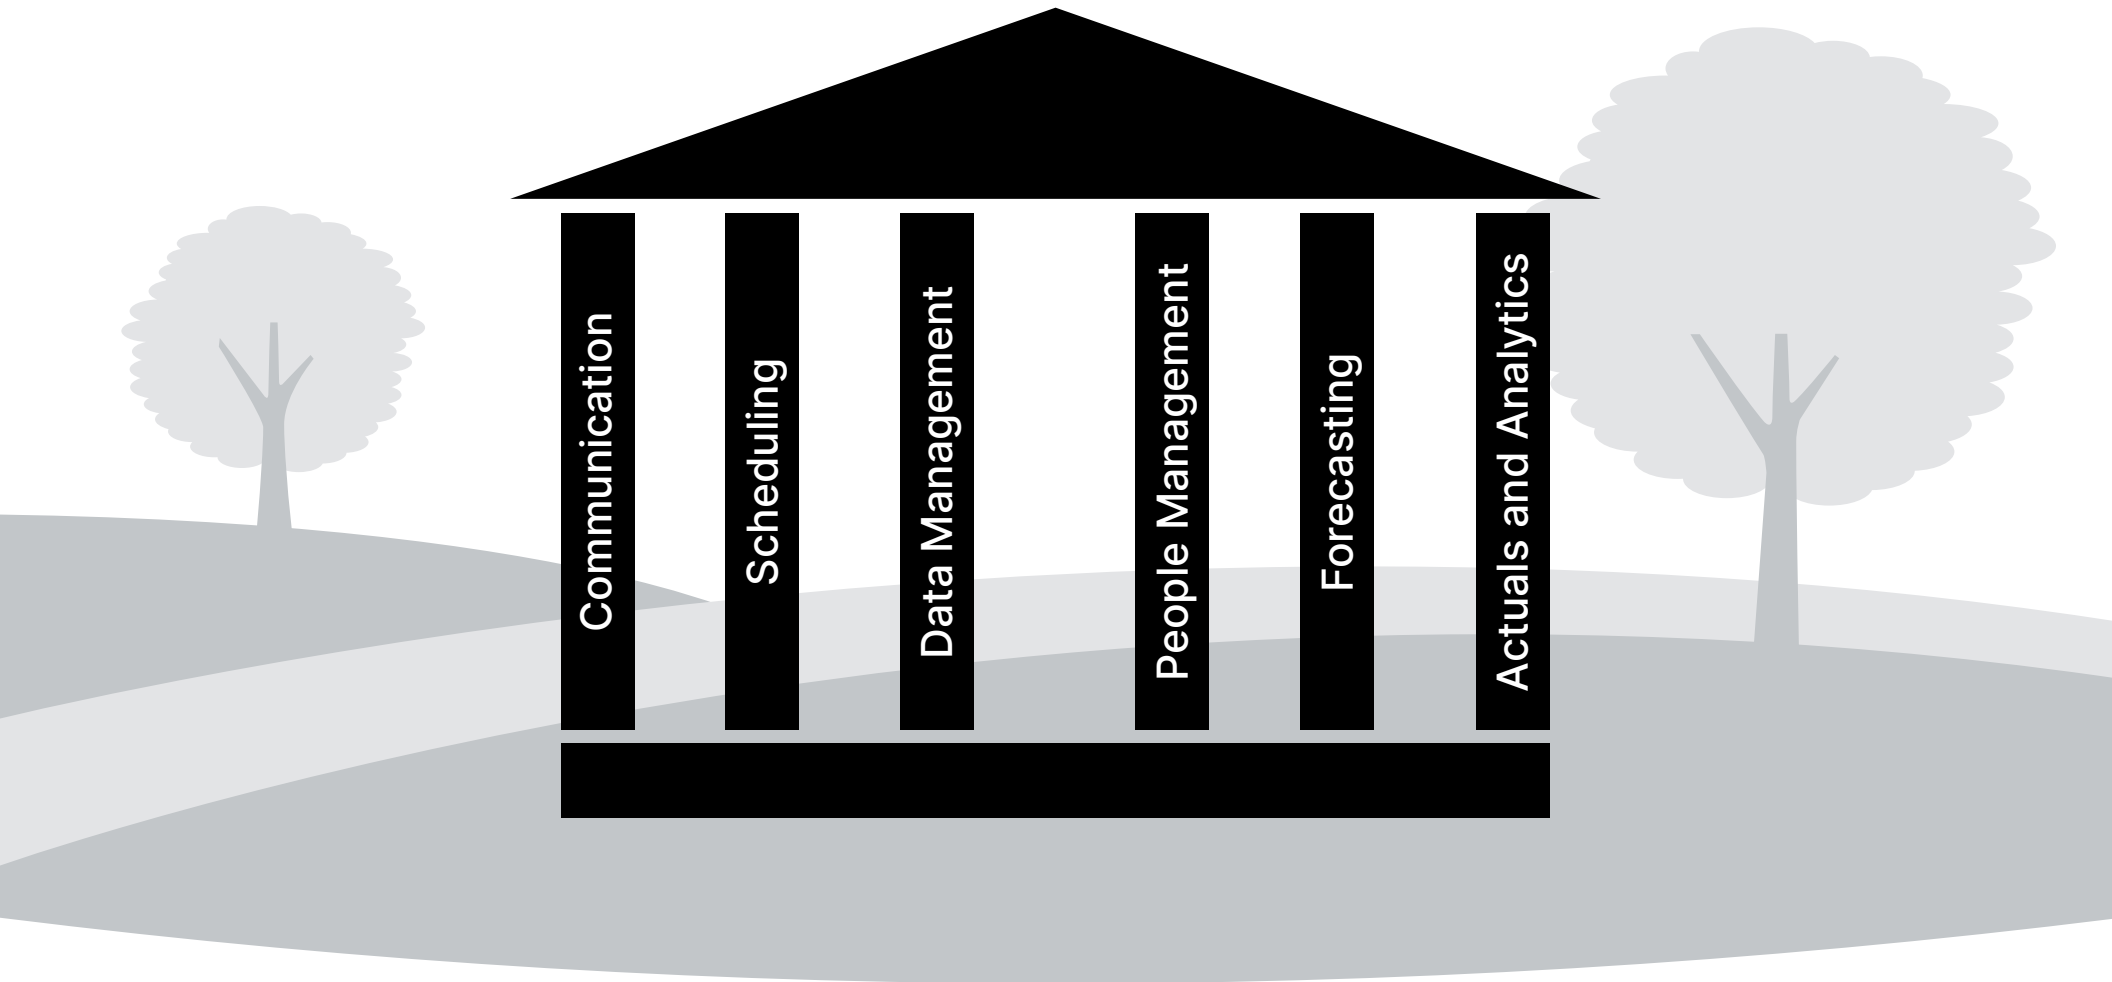 Communication
Scheduling
Data Management
People Management
Forecasting
Actuals and Analytics